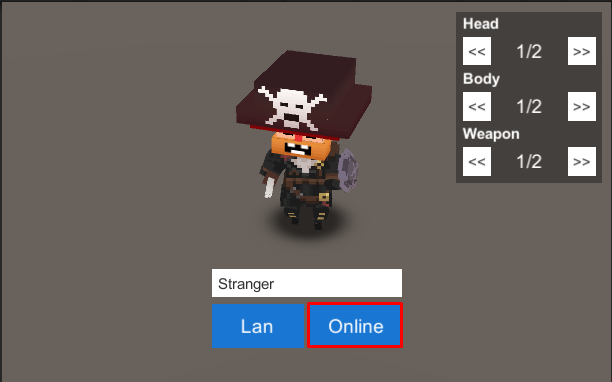 Head
<< 1/2 >>
Body
<< 1/2 >>
Weapon
<< 1/2 >>
Stranger
Lan Online